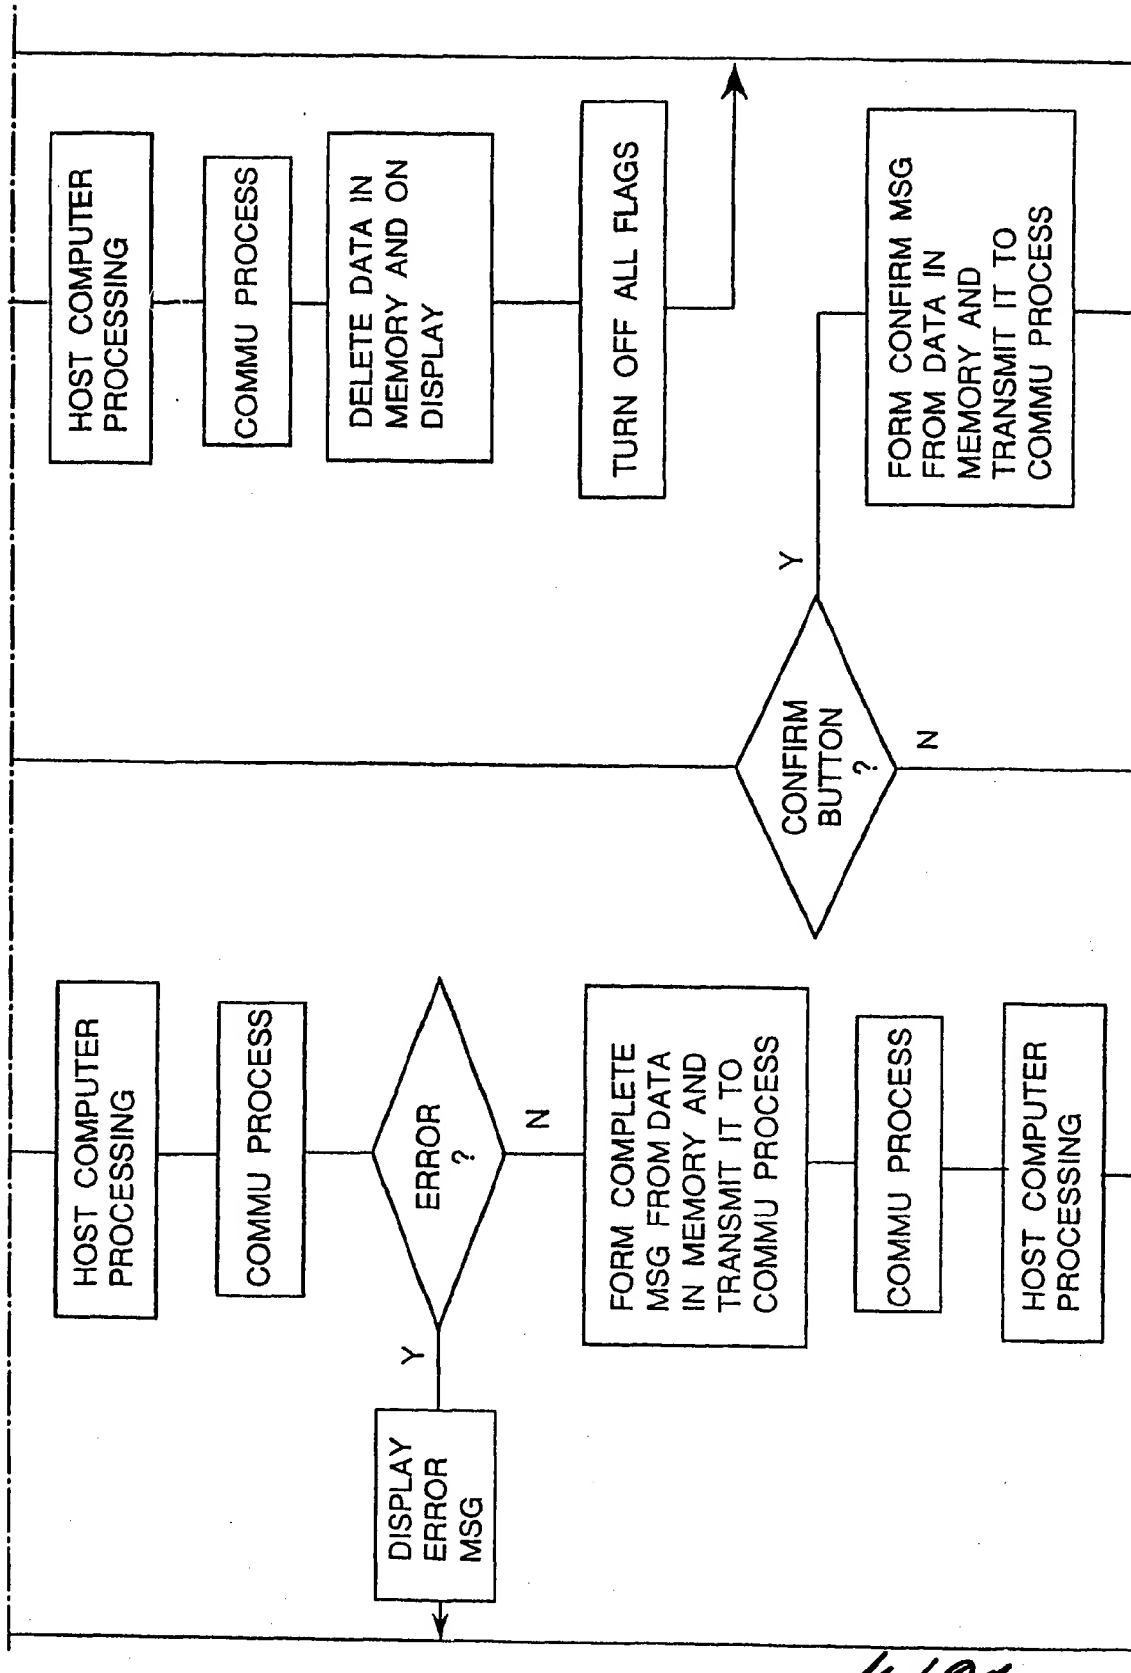 HOST COMPUTER
PROCESSING
COMMU PROCESS
ERROR
?
Y
N
DISPLAY
ERROR
MSG
FORM COMPLETE
MSG FROM DATA
IN MEMORY AND
TRANSMIT IT TO
COMMU PROCESS
COMMU PROCESS
HOST COMPUTER
PROCESSING
HOST COMPUTER
PROCESSING
COMMU PROCESS
DELETE DATA IN
MEMORY AND ON
DISPLAY
TURN OFF ALL FLAGS
CONFIRM
BUTTON
?
Y
N
FORM CONFIRM MSG
FROM DATA IN
MEMORY AND
TRANSMIT IT TO
COMMU PROCESS